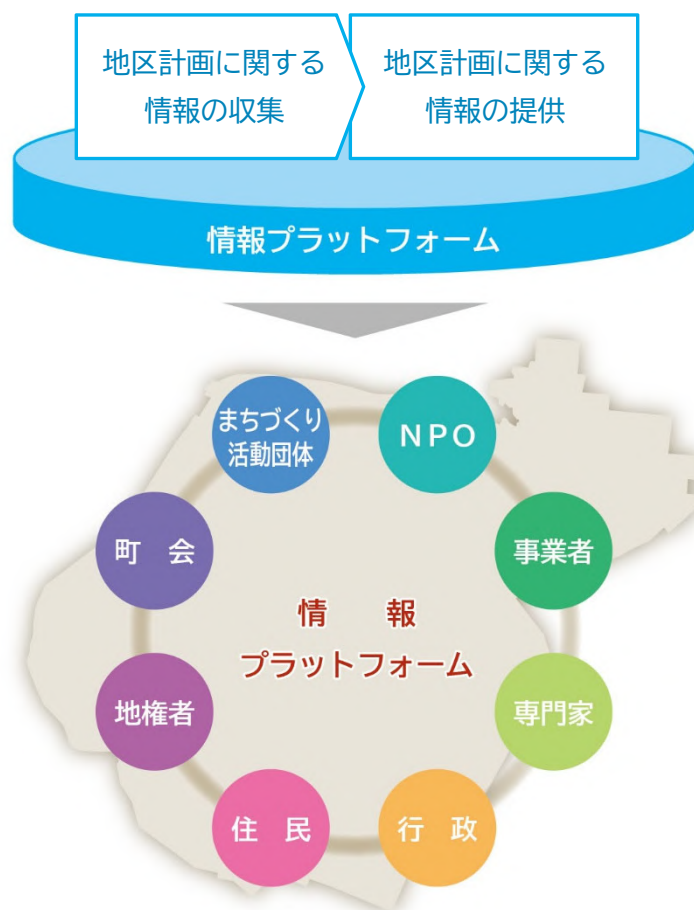 地区計画に関する
情報の収集
地区計画に関する
情報の提供
情報プラットフォーム
まちづくり
活動団体
NPO
町 会
事業者
情 報
プラットフォーム
地権者
専門家
住 民
行 政